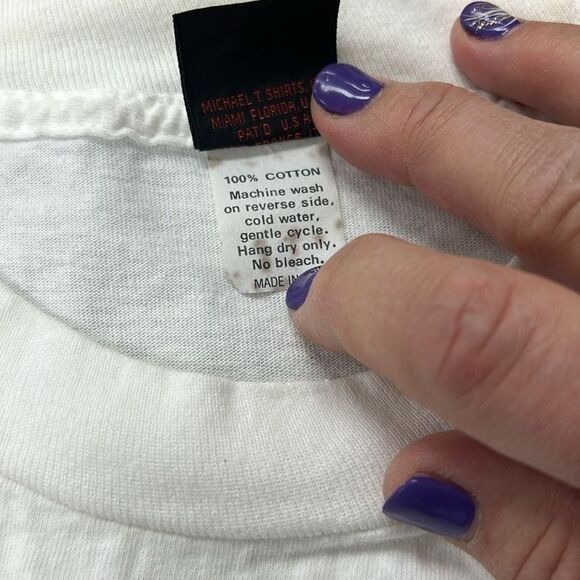 MICHAEL T. SHIRTS,
MIAMI FLORIDA, U.
PAT'D U.S.A
100% COTTON
Machine wash
on reverse side,
cold water,
gentle cycle.
Hang dry only.
No bleach.
MADE IN